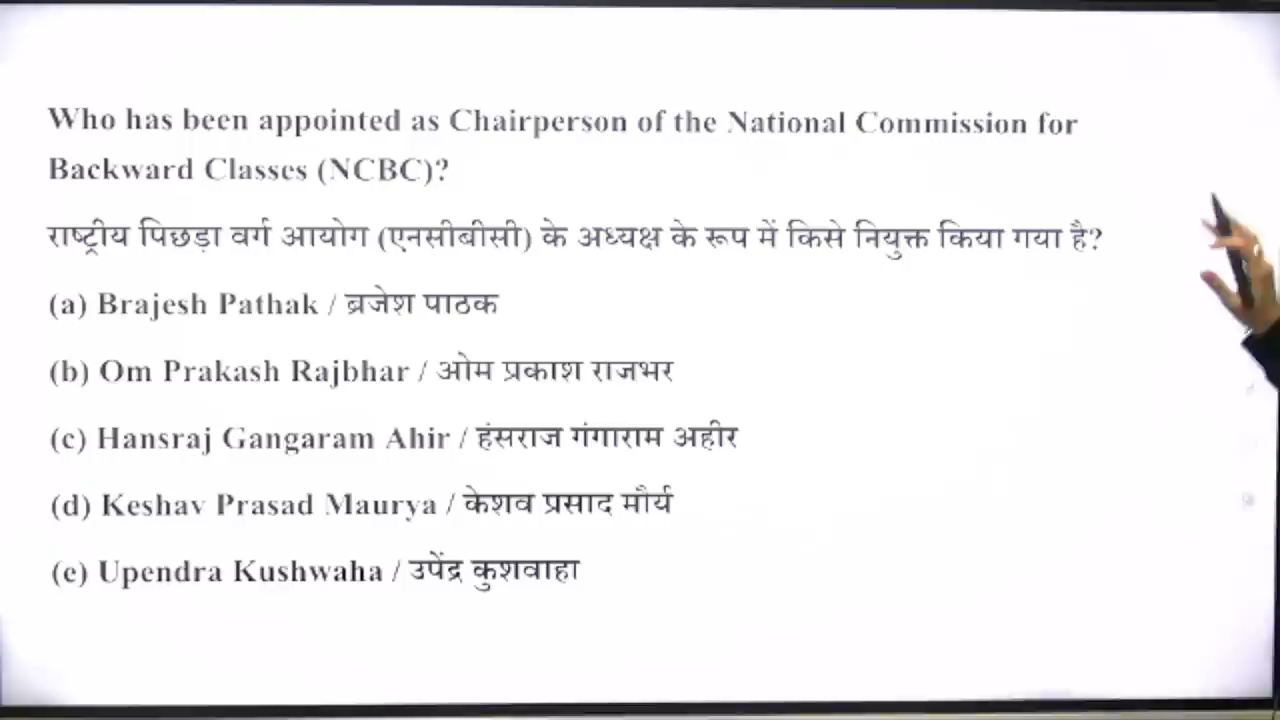 Who has been appointed as Chairperson of the National Commission for
Backward Classes (NCBC)?
राष्ट्रीय पिछड़ा वर्ग आयोग (एनसीबीसी) के अध्यक्ष के रूप में किसे नियुक्त किया गया है?
(a) Brajesh Pathak / ब्रजेश पाठक
(b) Om Prakash Rajbhar / ओम प्रकाश राजभर
(c) Hansraj Gangaram Ahir / हंसराज गंगाराम अहीर
(d) Keshav Prasad Maurya / केशव प्रसाद मौर्य
(e) Upendra Kushwaha / उपेंद्र कुशवाहा